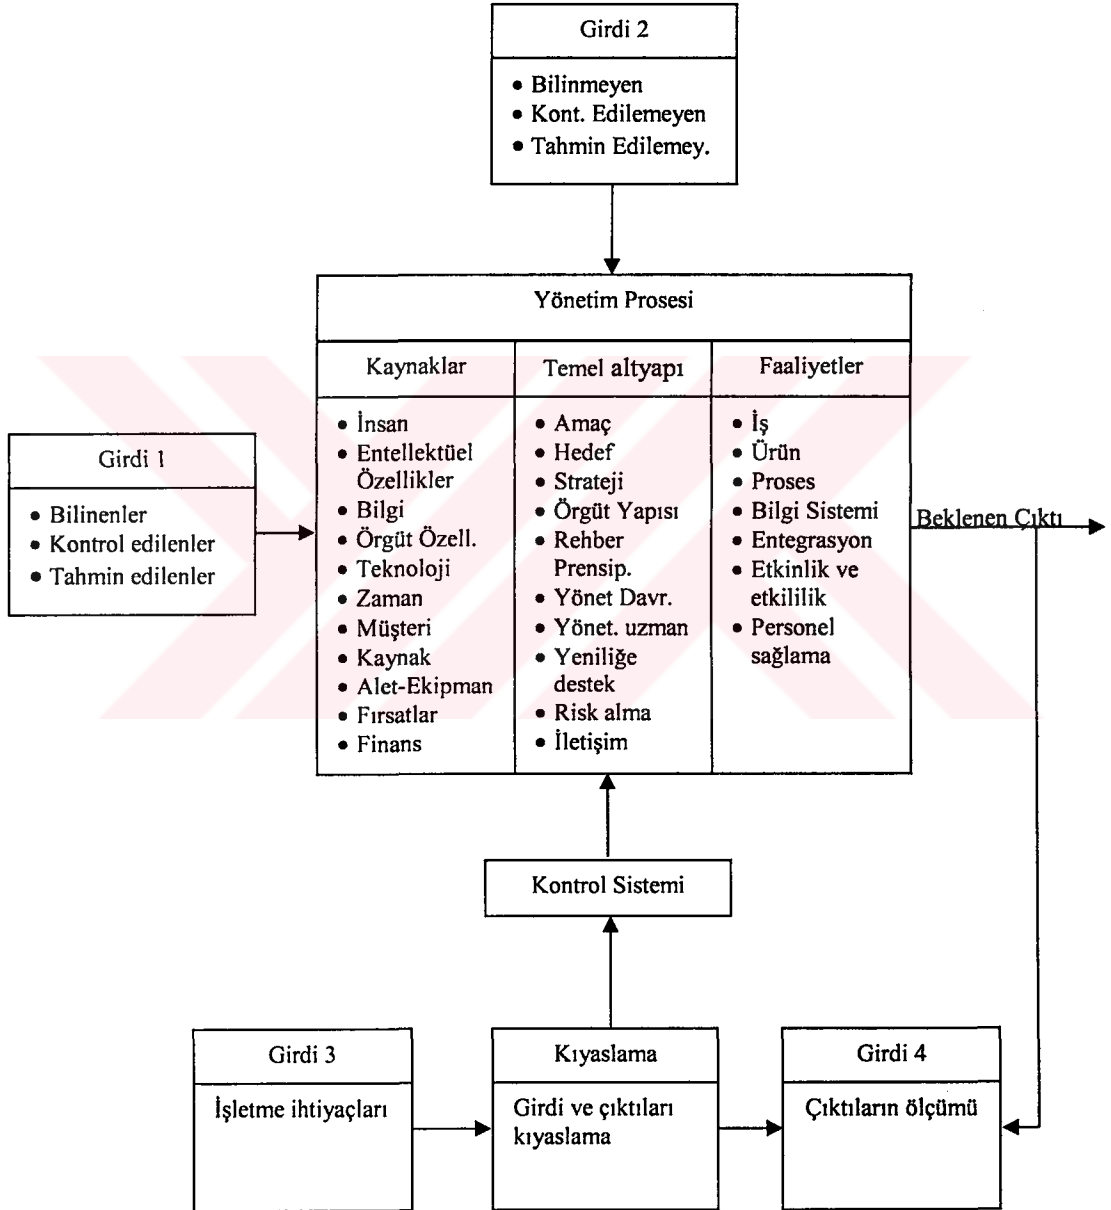 Girdi 2
• Bilinmeyen
• Kont. Edilemeyen
• Tahmin Edilemey.
Yönetim Prosesi
Kaynaklar
• İnsan
• Entellektüel
Özellikler
• Bilgi
• Örgüt Özell.
• Teknoloji
• Zaman
• Müşteri
• Kaynak
• Alet-Ekipman
• Fırsatlar
• Finans
Temel altyapı
• Amaç
• Hedef
• Strateji
• Örgüt Yapısı
• Rehber
Prensip.
• Yönet Davr.
• Yönet. uzman
• Yeniliğe
destek
• Risk alma
• İletişim
Faaliyetler
• İş
• Ürün
• Proses
• Bilgi Sistemi
• Entegrasyon
• Etkinlik ve
etkililik
• Personel
sağlama
Girdi 1
• Bilinenler
• Kontrol edilenler
• Tahmin edilenler
Beklenen Çıktı
Kontrol Sistemi
Girdi 3
İşletme ihtiyaçları
Kıyaslama
Girdi ve çıktıları
kıyaslama
Girdi 4
Çıktıların ölçümü